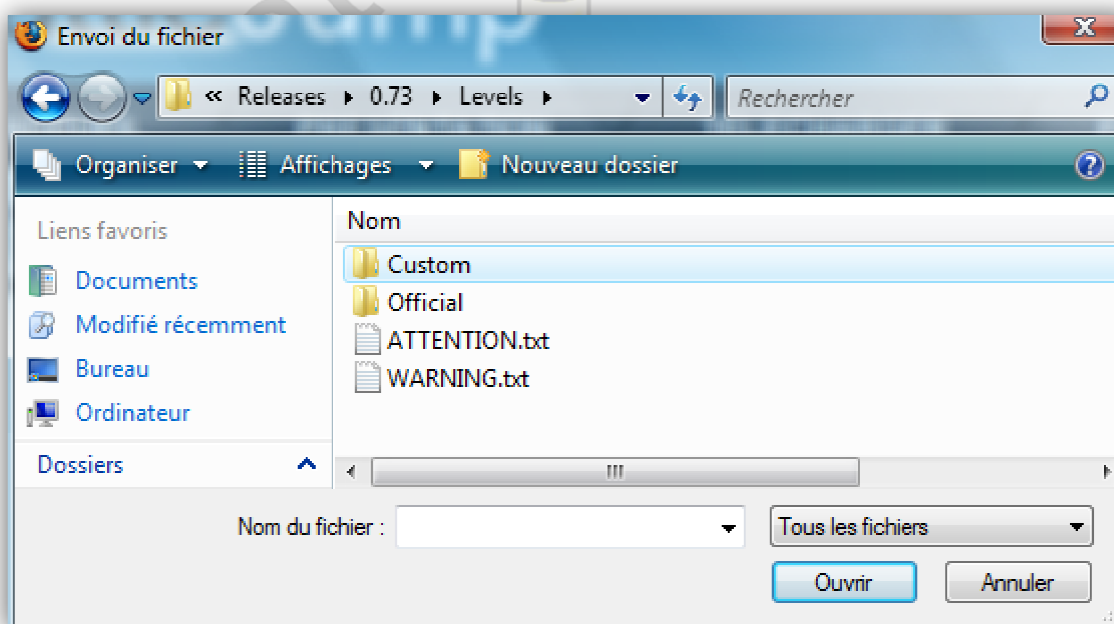 Envoi du fichier
« Releases ▸ 0.73 ▸ Levels ▸
Rechercher
Organiser Affichages Nouveau dossier
Liens favoris
Documents
Modifié récemment
Bureau
Ordinateur
Dossiers
Nom
Custom
Official
ATTENTION.txt
WARNING.txt
Nom du fichier :
Tous les fichiers
Ouvrir Annuler